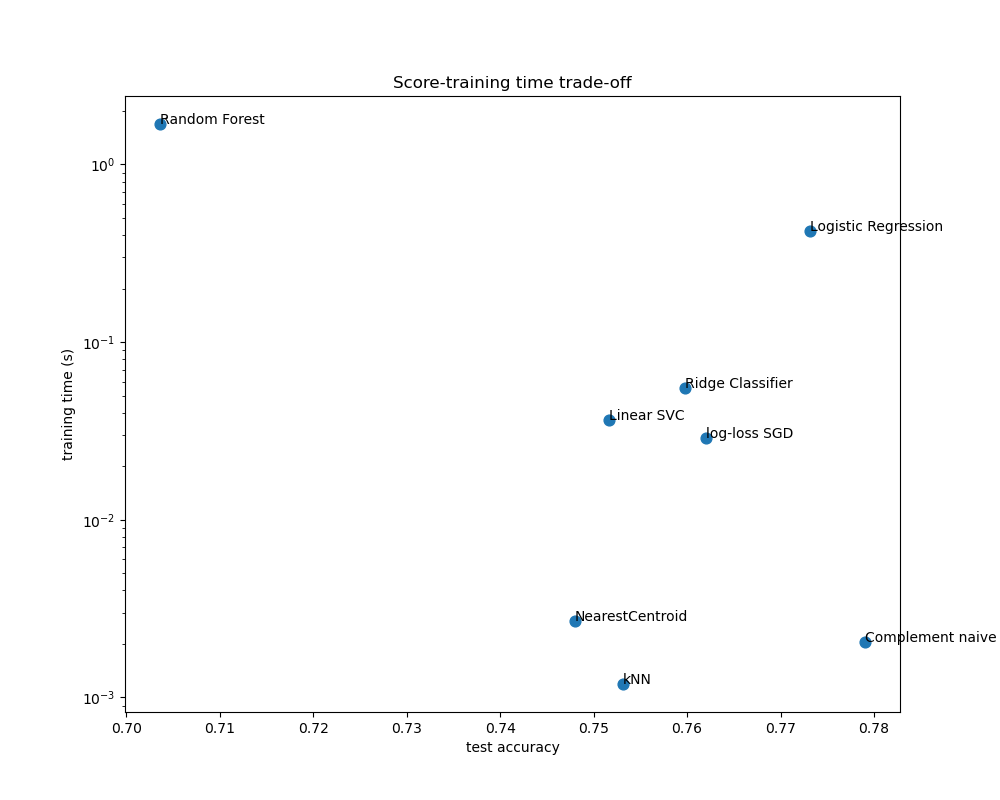 Score-training time trade-off
Random Forest
10⁰
Logistic Regression
10⁻¹
Ridge Classifier
Linear SVC
log-loss SGD
training time (s)
10⁻²
NearestCentroid
Complement naive
kNN
10⁻³
0.70 0.71 0.72 0.73 0.74 0.75 0.76 0.77 0.78
test accuracy